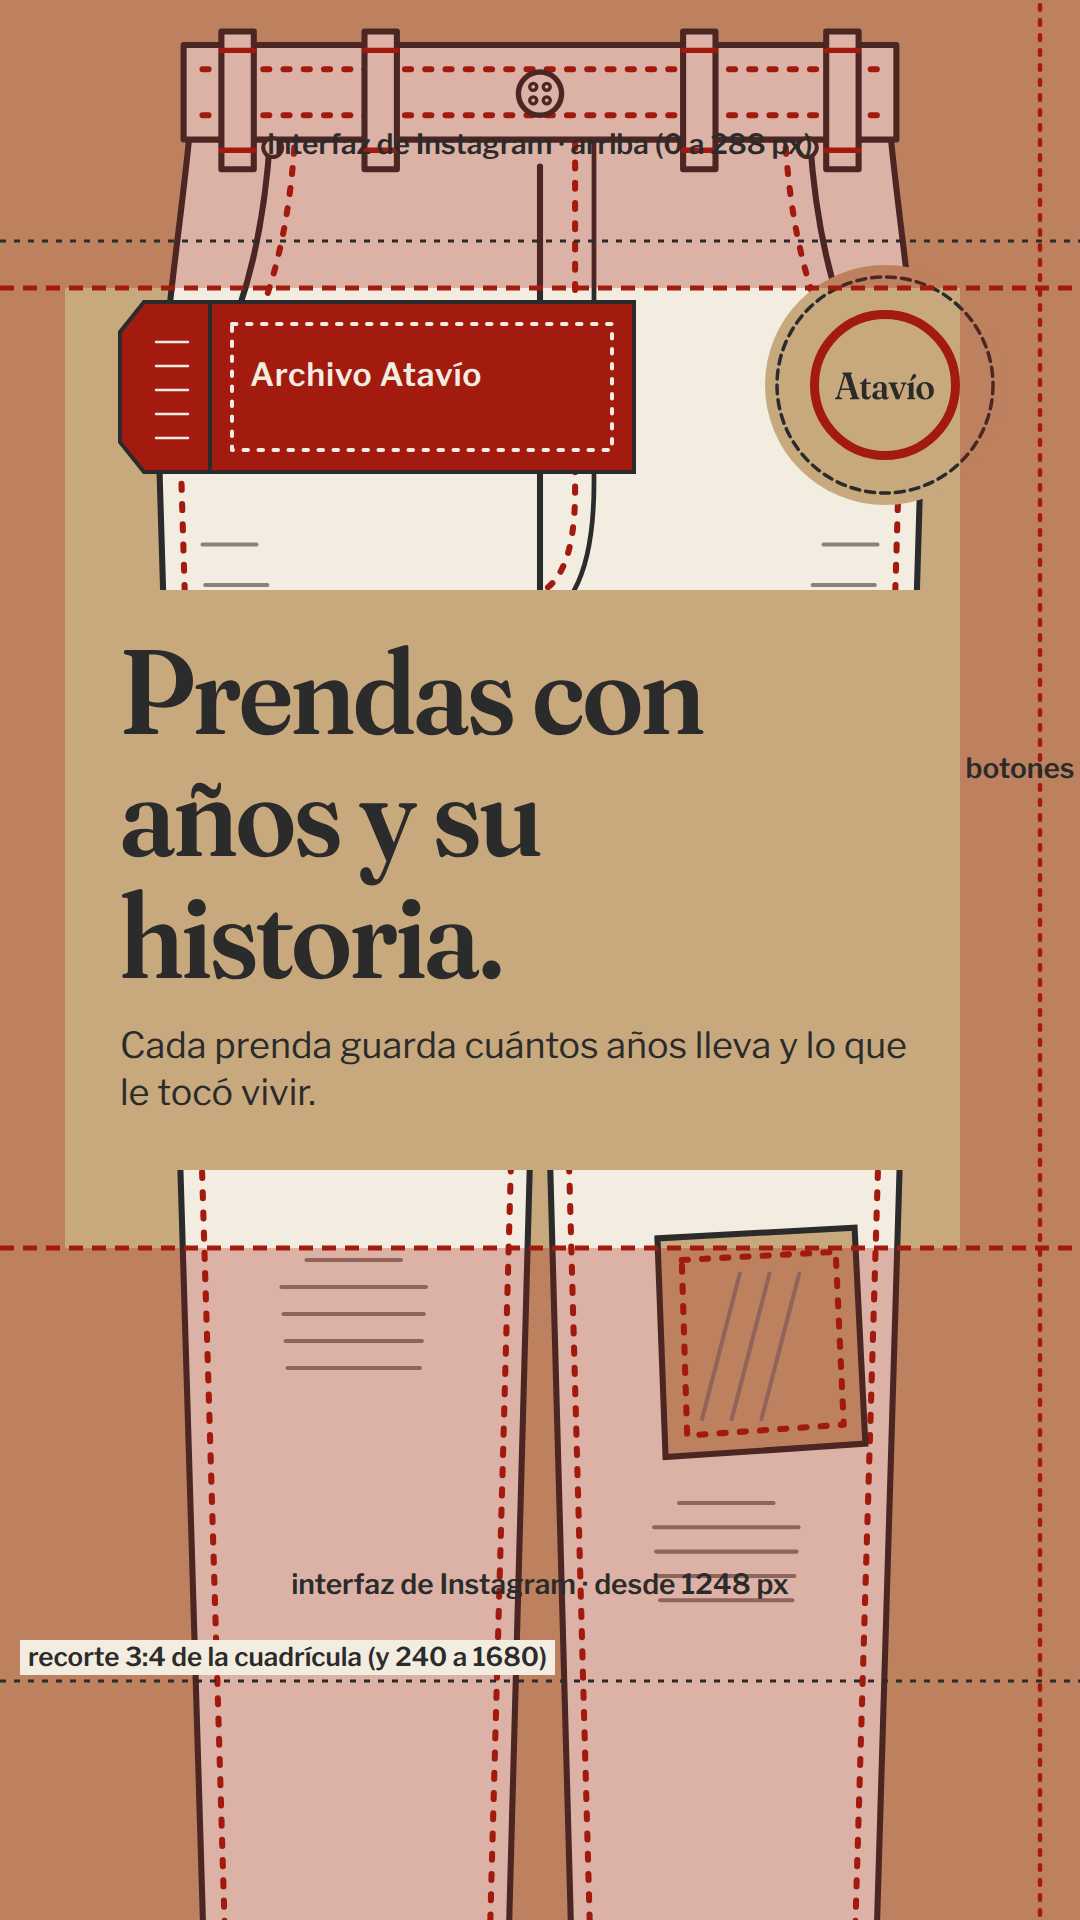 interfaz de Instagram · arriba (0 a 288 px)
Archivo Atavío
Atavío
Prendas con
años y su
historia.
botones
Cada prenda guarda cuántos años lleva y lo que
le tocó vivir.
interfaz de Instagram · desde 1248 px
recorte 3:4 de la cuadrícula (y 240 a 1680)